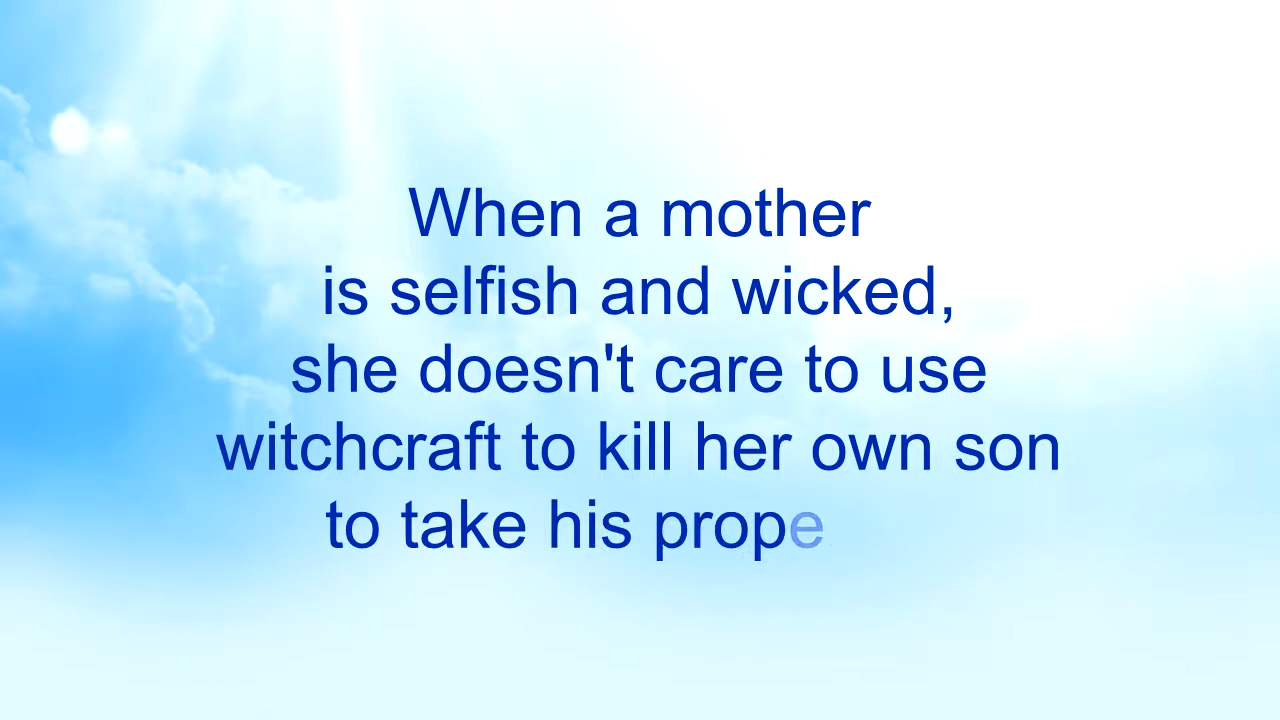 When a mother
is selfish and wicked,
she doesn't care to use
witchcraft to kill her own son
to take his prope